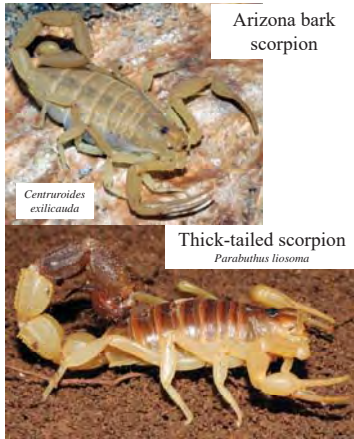 Arizona bark
scorpion
Centruroides
exilicauda
Thick-tailed scorpion
Parabuthus liosoma